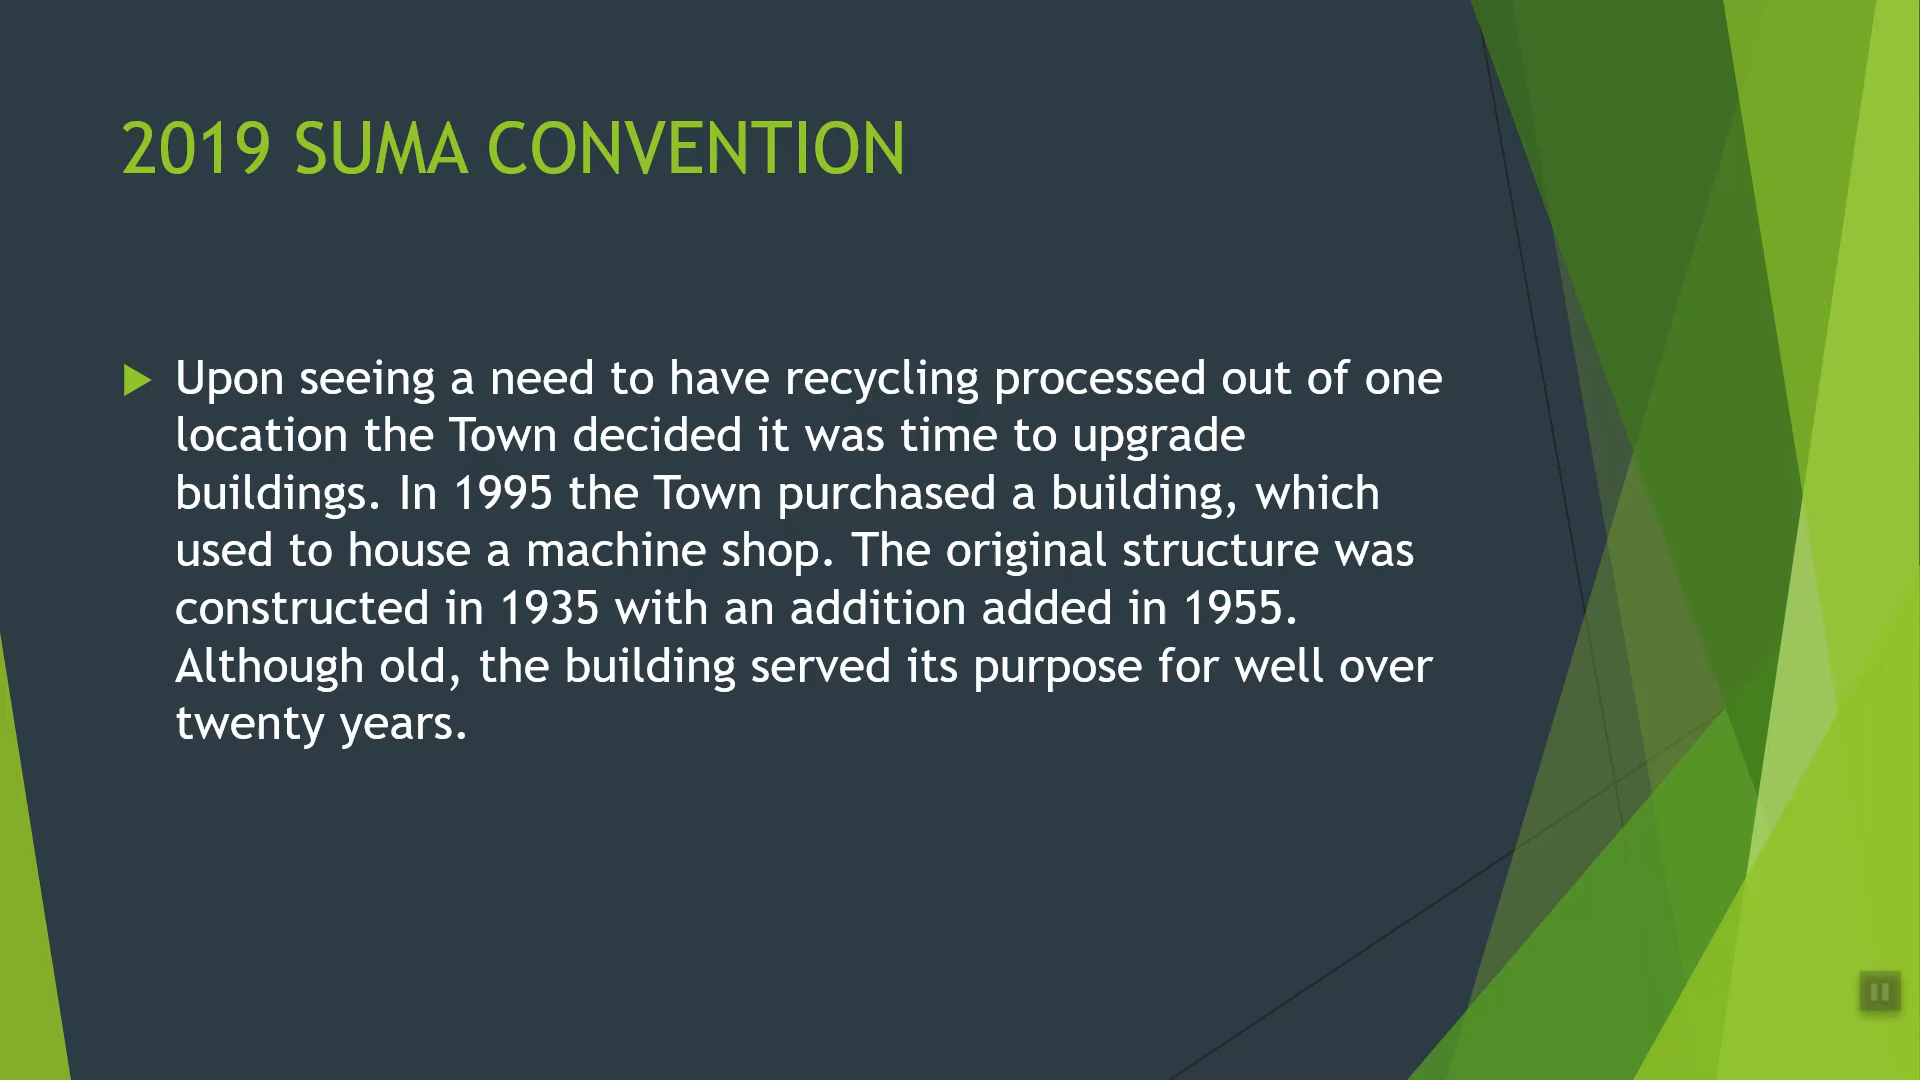 2019 SUMA CONVENTION
Upon seeing a need to have recycling processed out of one
location the Town decided it was time to upgrade
buildings. In 1995 the Town purchased a building, which
used to house a machine shop. The original structure was
constructed in 1935 with an addition added in 1955.
Although old, the building served its purpose for well over
twenty years.